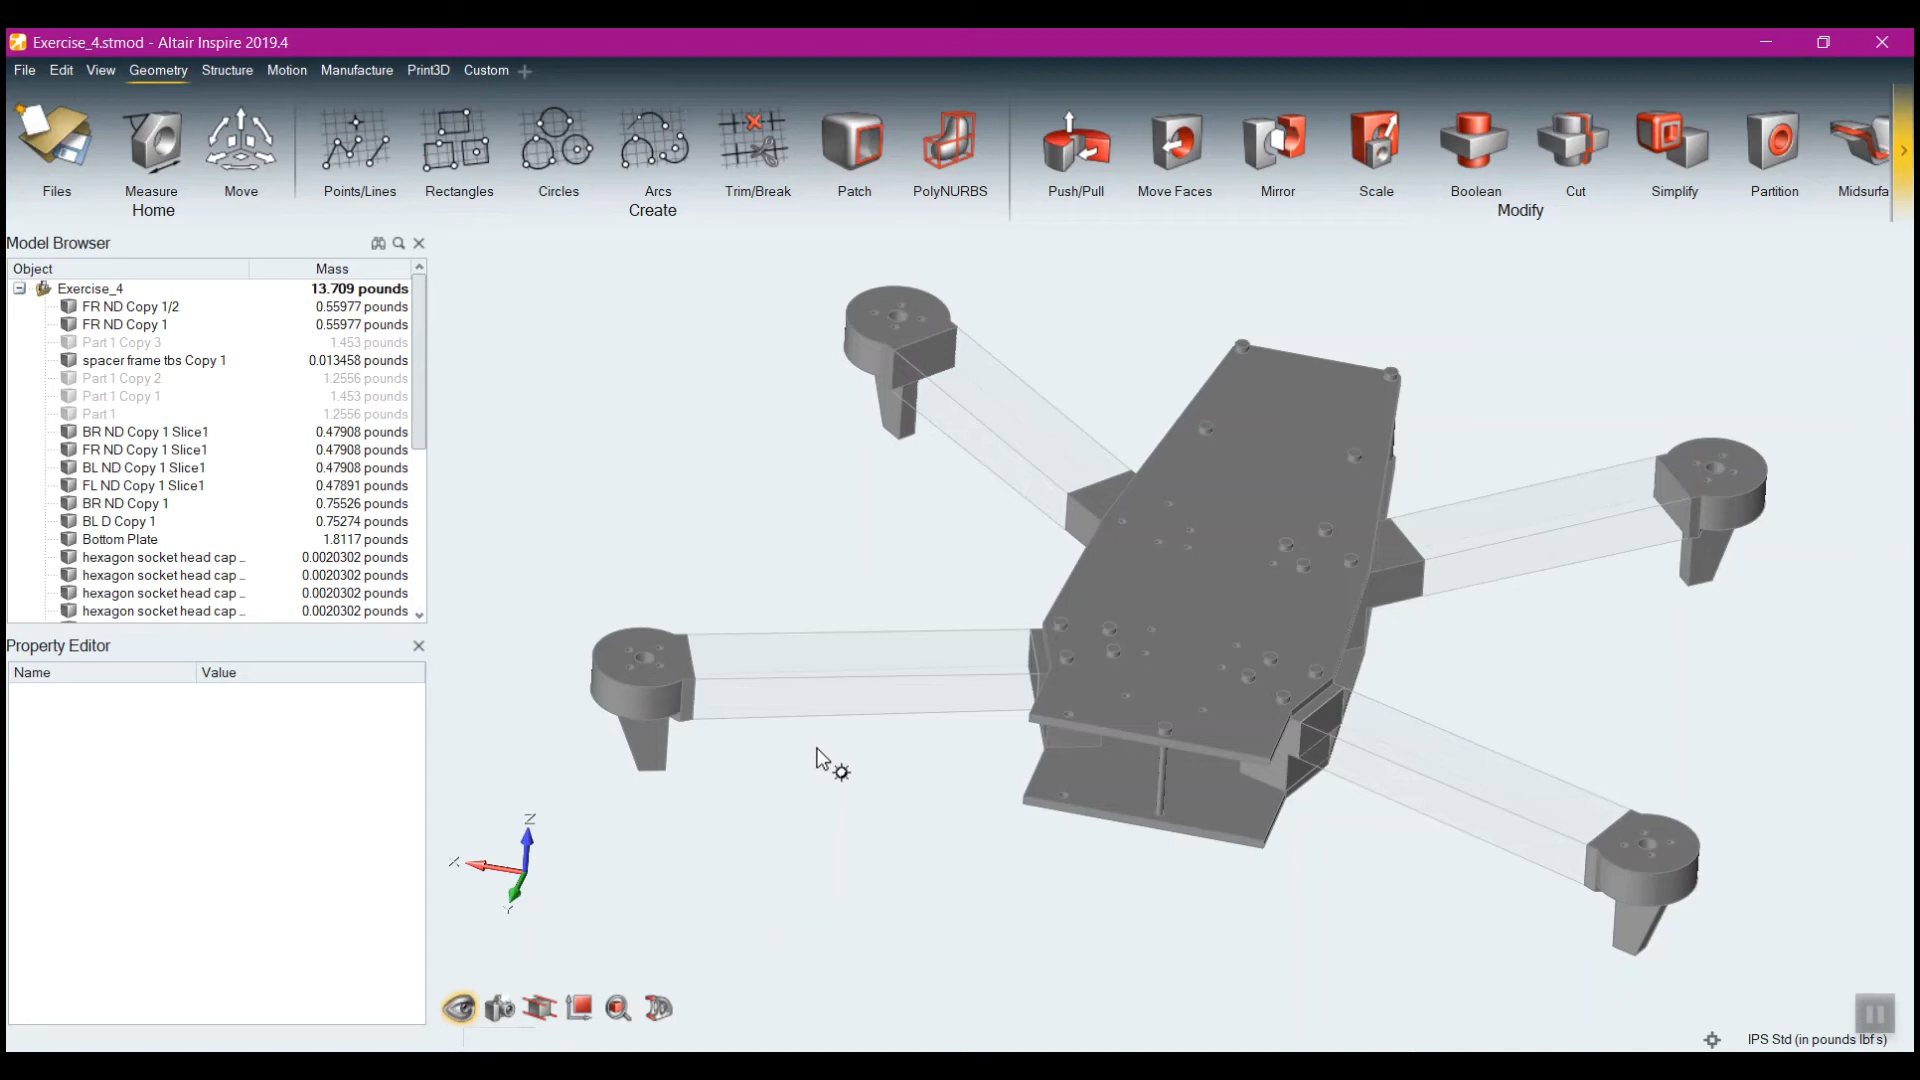 Exercise_4.stmod - Altair Inspire 2019.4
File Edit View Geometry Structure Motion Manufacture Print3D Custom
Files Measure Move Points/Lines Rectangles Circles Arcs Trim/Break Patch PolyNURBS Push/Pull Move Faces Mirror Scale Boolean Cut Simplify Partition Midsurfa
Home Create Modify
Model Browser
Object Mass
Exercise_4 13.709 pounds
FR ND Copy 1/2 0.55977 pounds
FR ND Copy 1 0.55977 pounds
Part 1 Copy 3 1.453 pounds
spacer frame tbs Copy 1 0.013458 pounds
Part 1 Copy 2 1.2556 pounds
Part 1 Copy 1 1.453 pounds
Part 1 1.2556 pounds
BR ND Copy 1 Slice1 0.47908 pounds
FR ND Copy 1 Slice1 0.47908 pounds
BL ND Copy 1 Slice1 0.47908 pounds
FL ND Copy 1 Slice1 0.47891 pounds
BR ND Copy 1 0.75526 pounds
BL D Copy 1 0.75274 pounds
Bottom Plate 1.8117 pounds
hexagon socket head cap .. 0.0020302 pounds
hexagon socket head cap .. 0.0020302 pounds
hexagon socket head cap .. 0.0020302 pounds
hexagon socket head cap .. 0.0020302 pounds
Property Editor
Name Value
Z
X
Y
IPS Std (in pounds lbf s)